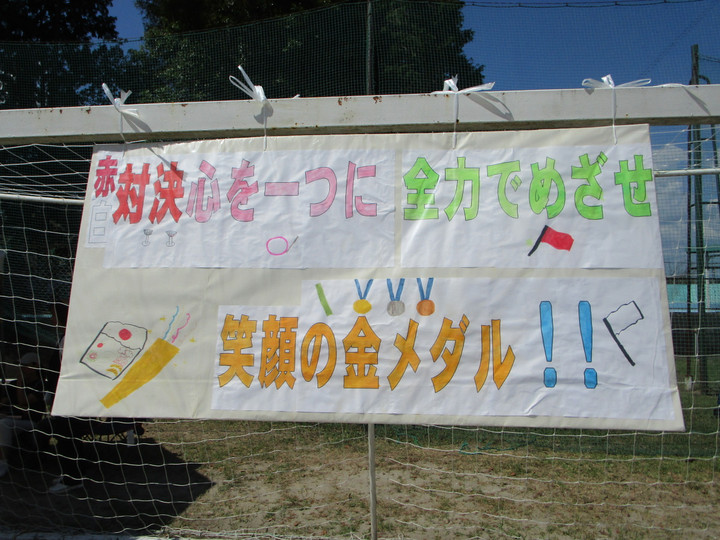 赤白対決心を一つに 全力でめざせ
笑顔の金メダル!!